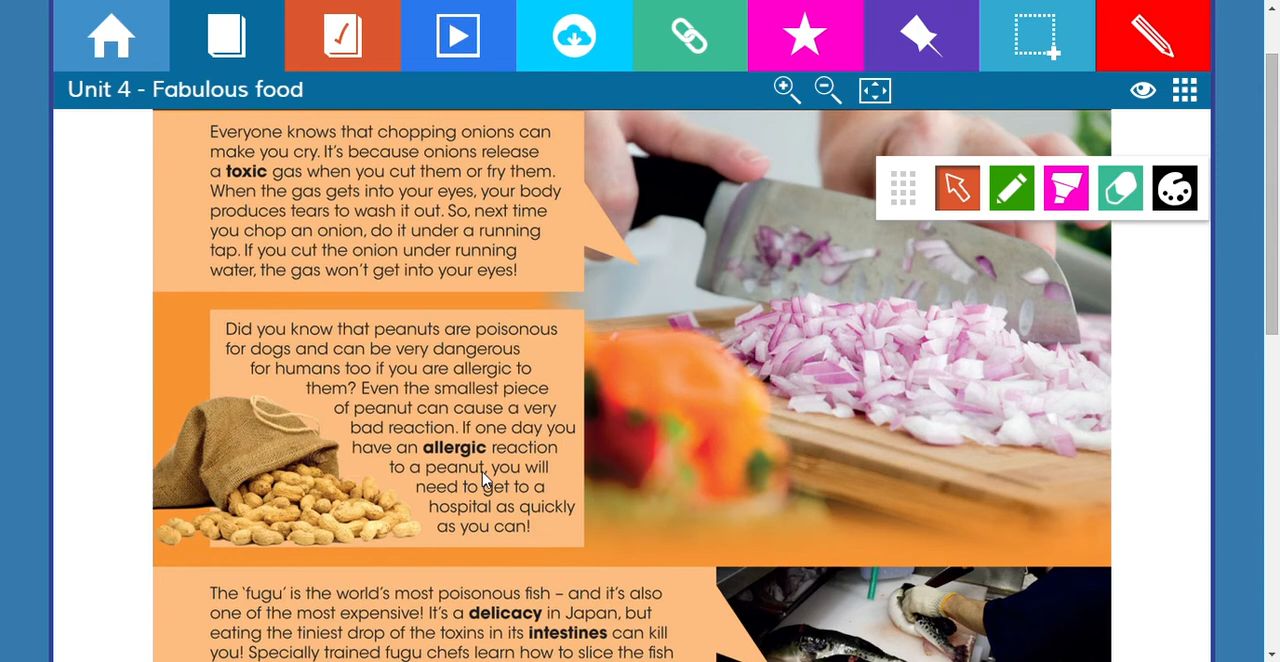 Unit 4 - Fabulous food
Everyone knows that chopping onions can
make you cry. It's because onions release
a toxic gas when you cut them or fry them.
When the gas gets into your eyes, your body
produces tears to wash it out. So, next time
you chop an onion, do it under a running
tap. If you cut the onion under running
water, the gas won't get into your eyes!
Did you know that peanuts are poisonous
for dogs and can be very dangerous
for humans too if you are allergic to
them? Even the smallest piece
of peanut can cause a very
bad reaction. If one day you
have an allergic reaction
to a peanut, you will
need to get to a
hospital as quickly
as you can!
The 'fugu' is the world's most poisonous fish – and it's also
one of the most expensive! It's a delicacy in Japan, but
eating the tiniest drop of the toxins in its intestines can kill
you! Specially trained fugu chefs learn how to slice the fish